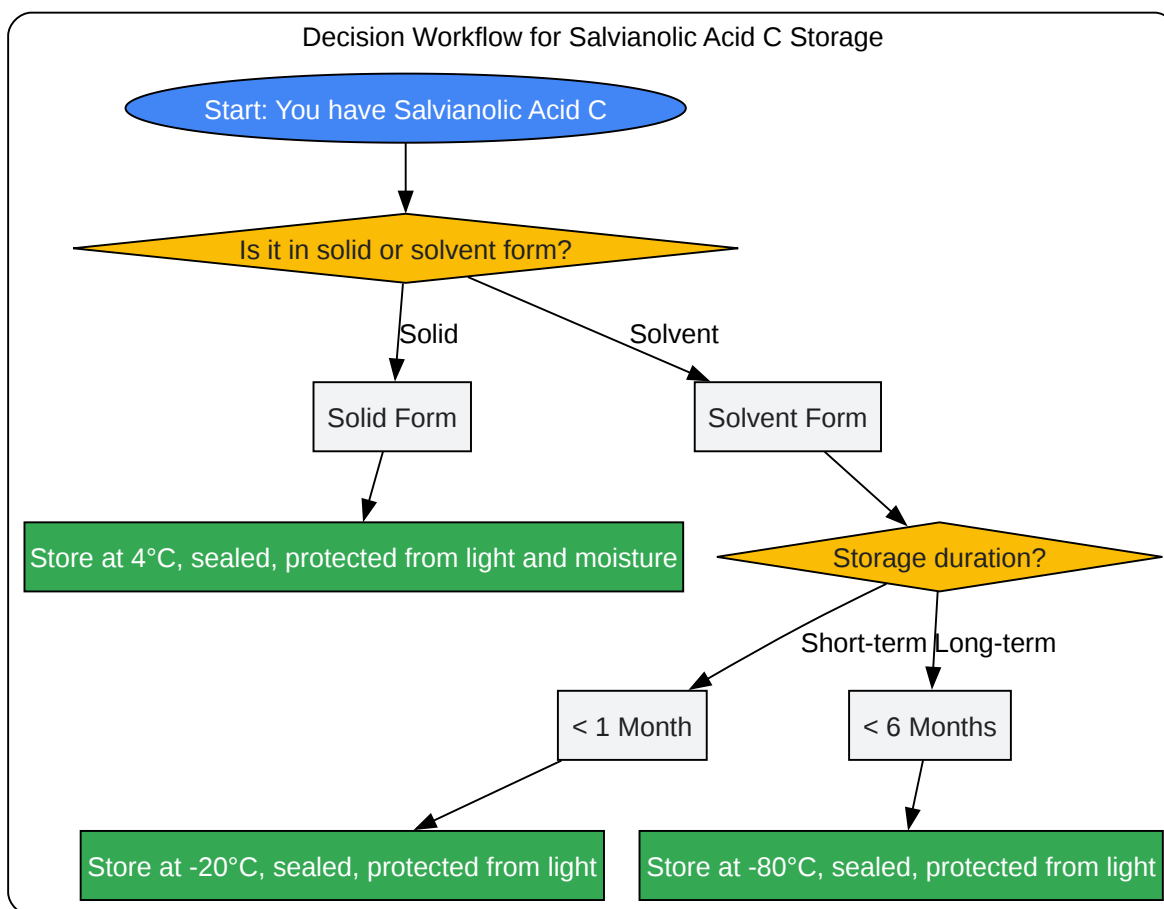 Decision Workflow for Salvianolic Acid C Storage
Start: You have Salvianolic Acid C
Is it in solid or solvent form?
Solid
Solvent
Solid Form
Solvent Form
Store at 4°C, sealed, protected from light and moisture
Storage duration?
Short-term
Long-term
< 1 Month
< 6 Months
Store at -20°C, sealed, protected from light
Store at -80°C, sealed, protected from light